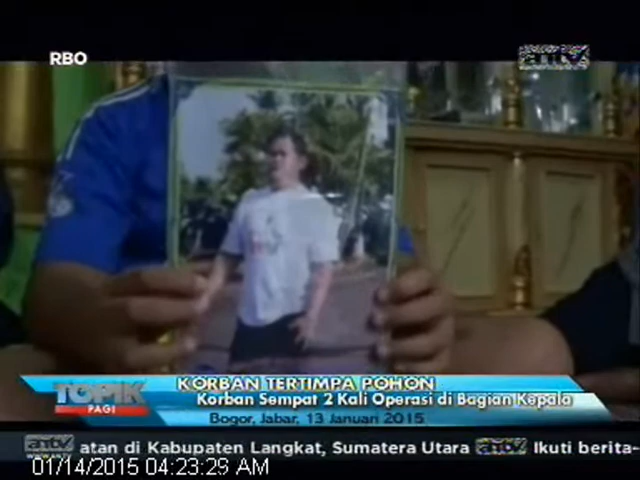 RBO
antv
KORBAN TERTIMPA POHON
TOPIK
PAGI
Korban Sempat 2 Kali Operasi di Bagian Kepala
Bogor, Jabar, 13 Januari 2015
antv atan di Kabupaten Langkat, Sumatera Utara antv Ikuti berita-
01/14/2015 04:23:29 AM